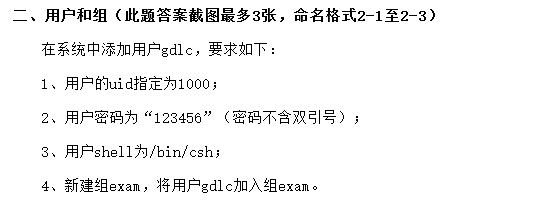 二、用户和组（此题答案截图最多3张，命名格式2-1至2-3）
在系统中添加用户gdlc，要求如下：
1、用户的uid指定为1000；
2、用户密码为“123456”（密码不含双引号）；
3、用户shell为/bin/csh；
4、新建组exam，将用户gdlc加入组exam。